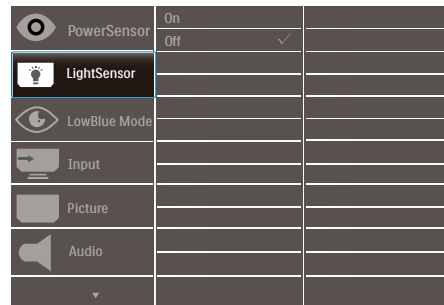 PowerSensor
On
Off
LightSensor
LowBlue Mode
Input
Picture
Audio